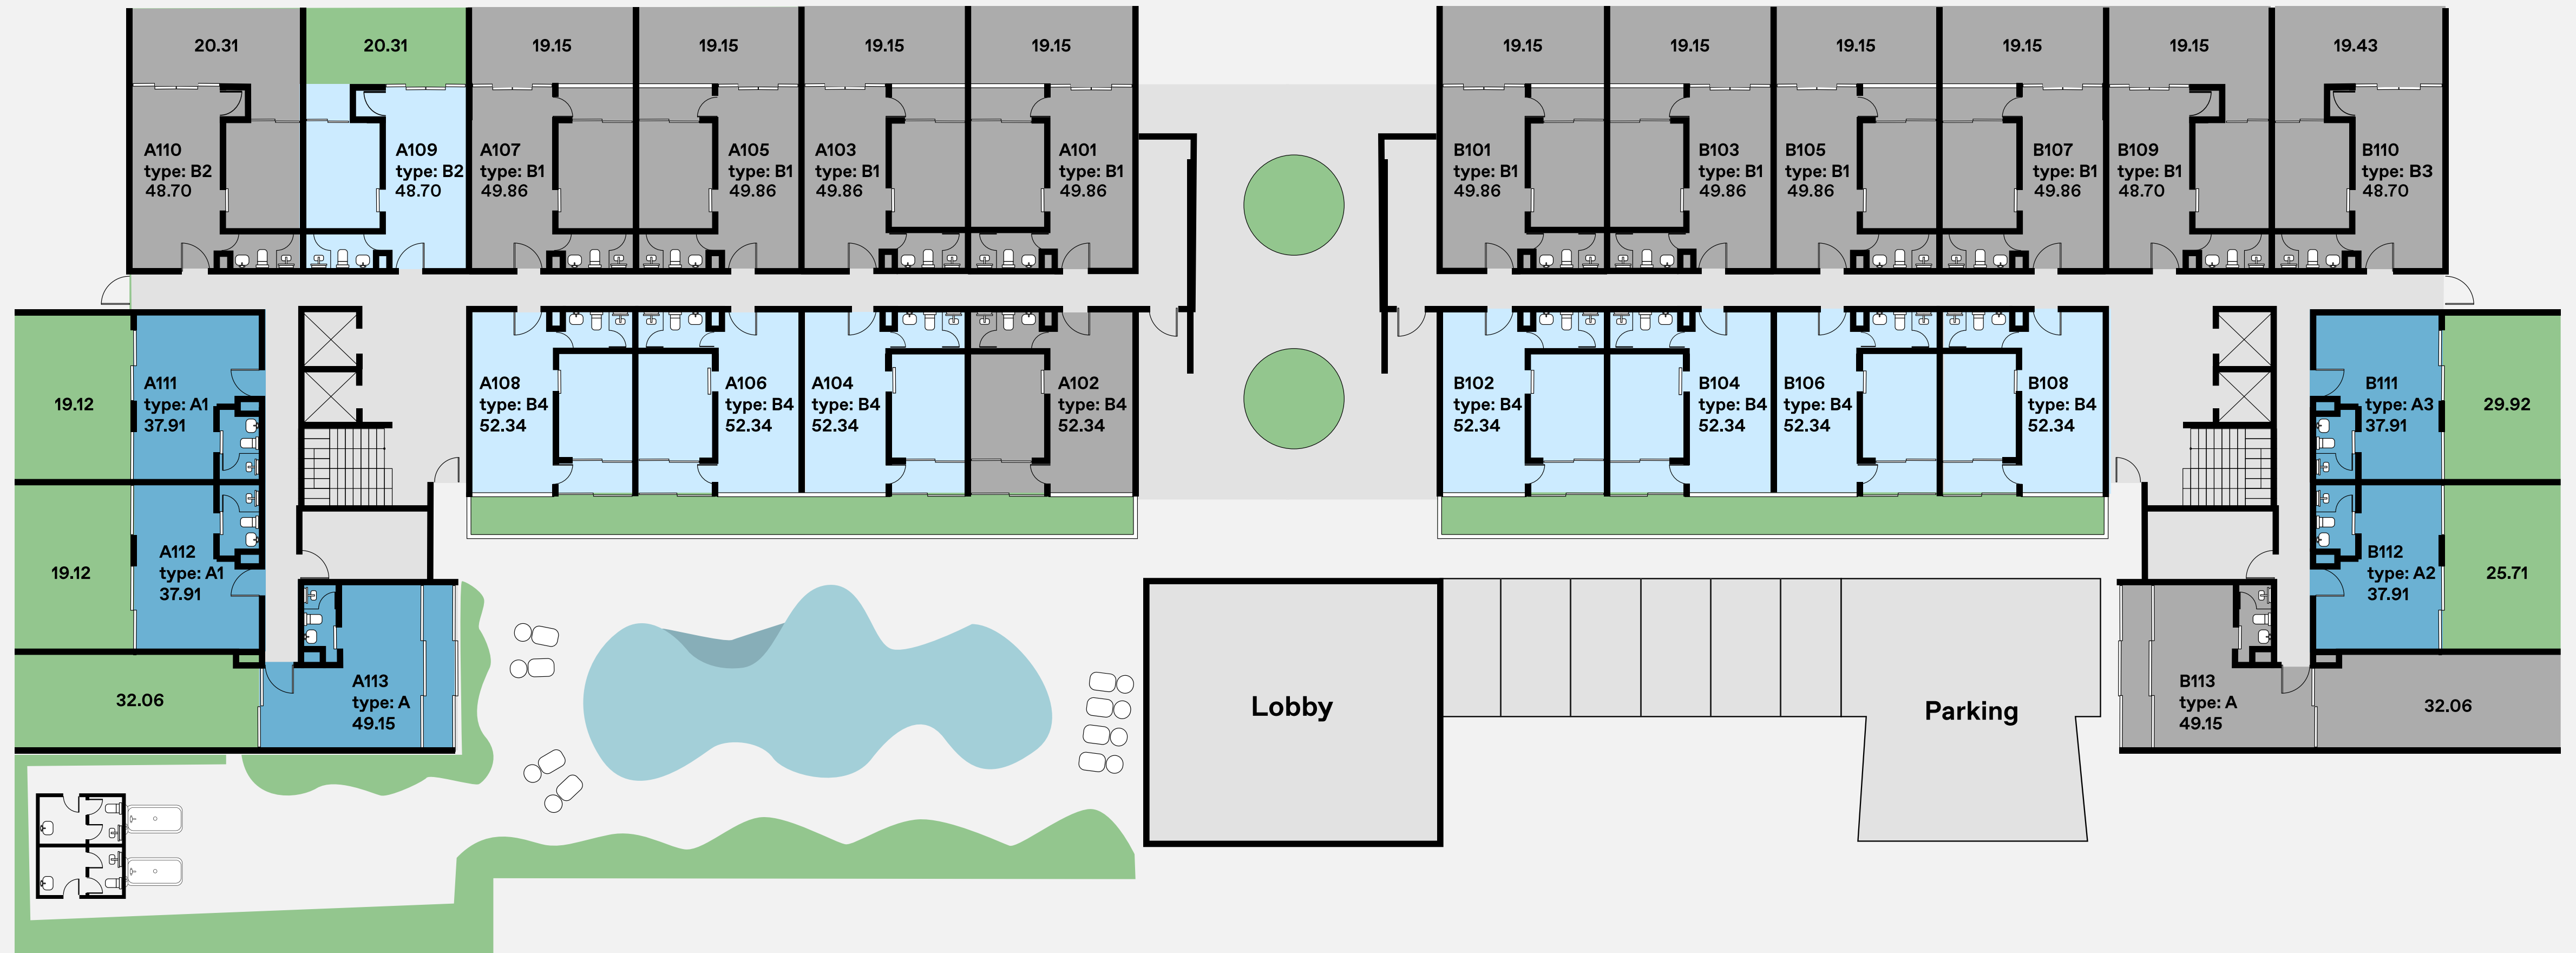 20.31
20.31
19.15
19.15
19.15
19.15
19.15
19.15
19.15
19.15
19.15
19.43
A110
type: B2
48.70
A109
type: B2
48.70
A107
type: B1
49.86
A105
type: B1
49.86
A103
type: B1
49.86
A101
type: B1
49.86
B101
type: B1
49.86
B103
type: B1
49.86
B105
type: B1
49.86
B107
type: B1
49.86
B109
type: B1
48.70
B110
type: B3
48.70
19.12
A111
type: A1
37.91
A108
type: B4
52.34
A106
type: B4
52.34
A104
type: B4
52.34
A102
type: B4
52.34
B102
type: B4
52.34
B104
type: B4
52.34
B106
type: B4
52.34
B108
type: B4
52.34
B111
type: A3
37.91
29.92
19.12
A112
type: A1
37.91
B112
type: A2
37.91
25.71
32.06
A113
type: A
49.15
Lobby
Parking
B113
type: A
49.15
32.06